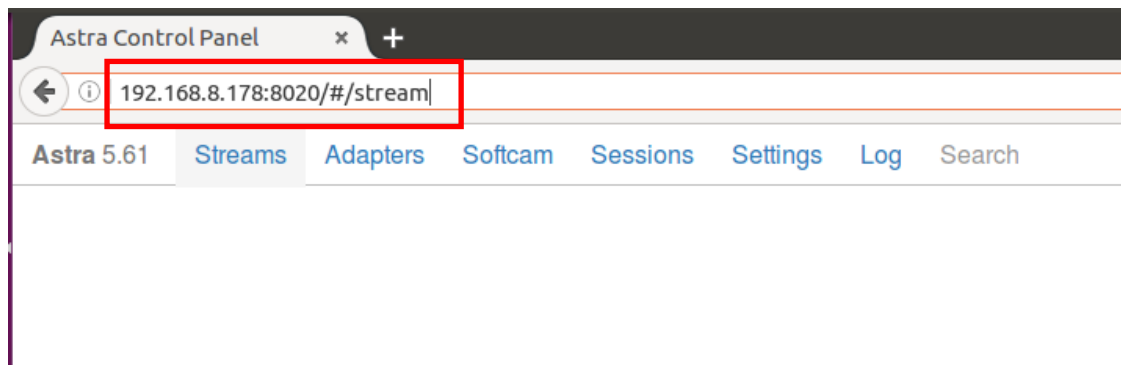 Astra Control Panel × +
192.168.8.178:8020/#/stream
Astra 5.61 Streams Adapters Softcam Sessions Settings Log Search